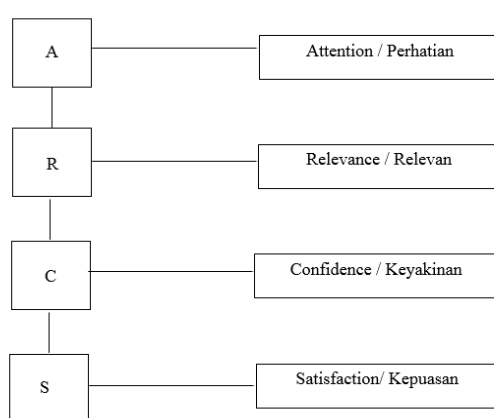 A
Attention / Perhatian
R
Relevance / Relevan
C
Confidence / Keyakinan
S
Satisfaction/ Kepuasan